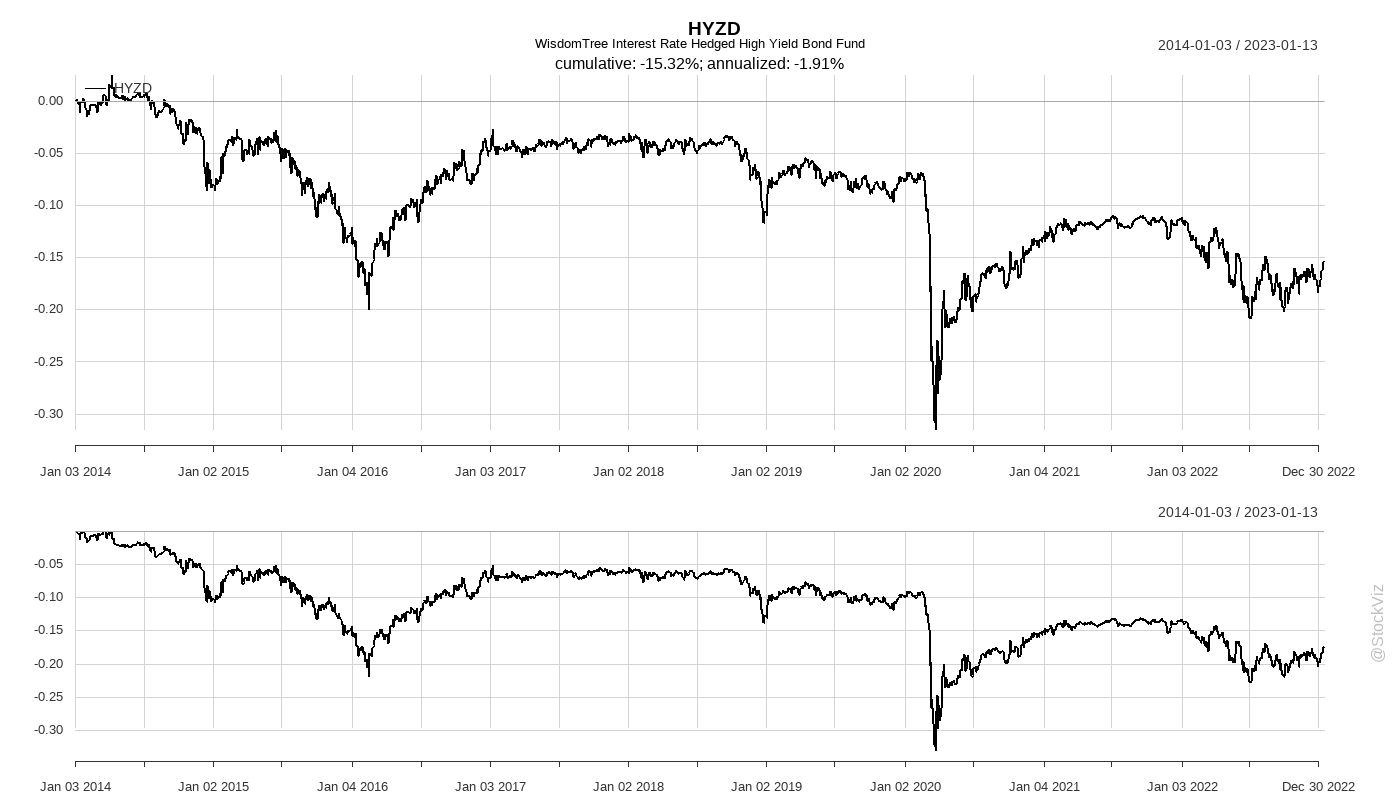 HYZD
WisdomTree Interest Rate Hedged High Yield Bond Fund
2014-01-03 / 2023-01-13
cumulative: -15.32%; annualized: -1.91%
HYZD
0.00
-0.05
-0.10
-0.15
-0.20
-0.25
-0.30
Jan 03 2014 Jan 02 2015 Jan 04 2016 Jan 03 2017 Jan 02 2018 Jan 02 2019 Jan 02 2020 Jan 04 2021 Jan 03 2022 Dec 30 2022
2014-01-03 / 2023-01-13
-0.05
-0.10
-0.15
-0.20
-0.25
-0.30
Jan 03 2014 Jan 02 2015 Jan 04 2016 Jan 03 2017 Jan 02 2018 Jan 02 2019 Jan 02 2020 Jan 04 2021 Jan 03 2022 Dec 30 2022
@StockViz